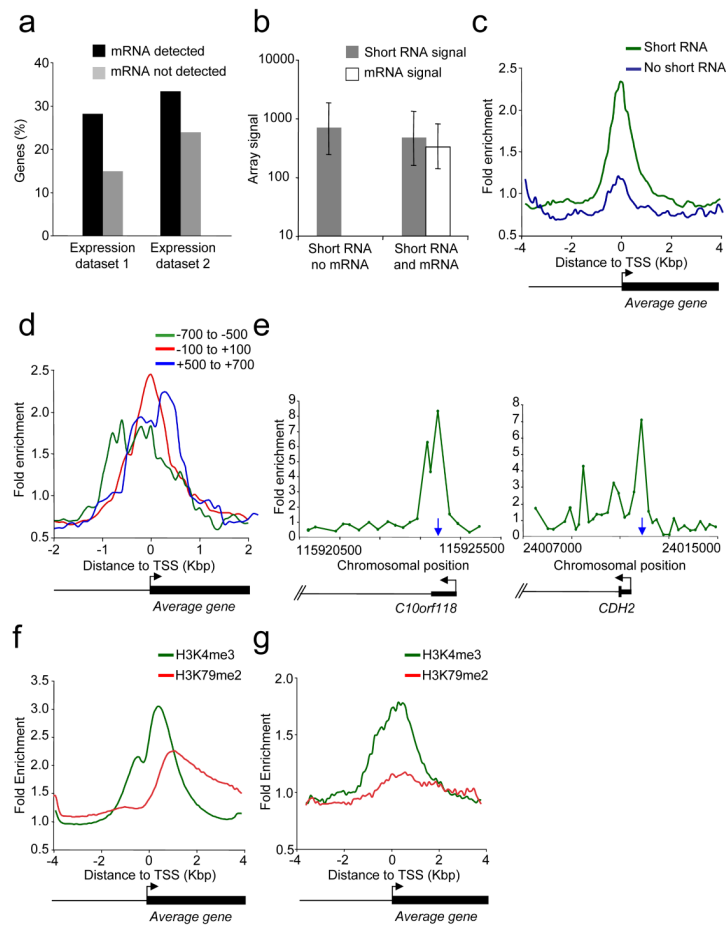 a
mRNA detected
mRNA not detected
Genes (%)
40
30
20
10
0
Expression dataset 1
Expression dataset 2
b
Short RNA signal
mRNA signal
Array signal
10000
1000
100
10
Short RNA no mRNA
Short RNA and mRNA
c
Short RNA
No short RNA
Fold enrichment
2.5
2.0
1.5
1.0
0.5
-4 -2 0 2 4
Distance to TSS (Kbp)
Average gene
d
-700 to -500
-100 to +100
+500 to +700
Fold enrichment
2.5
2.0
1.5
1.0
0.5
-2 -1 0 1 2
Distance to TSS (Kbp)
Average gene
e
Fold enrichment
9
8
7
6
5
4
3
2
1
0
115920500 115925500
Chromosomal position
//
C10orf118
Fold enrichment
8
7
6
5
4
3
2
1
0
24007000 24015000
Chromosomal position
//
CDH2
f
H3K4me3
H3K79me2
Fold Enrichment
3.5
3.0
2.5
2.0
1.5
1.0
0.5
-4 -2 0 2 4
Distance to TSS (Kbp)
Average gene
g
H3K4me3
H3K79me2
Fold Enrichment
2.0
1.5
1.0
0.5
-4 -2 0 2 4
Distance to TSS (Kbp)
Average gene